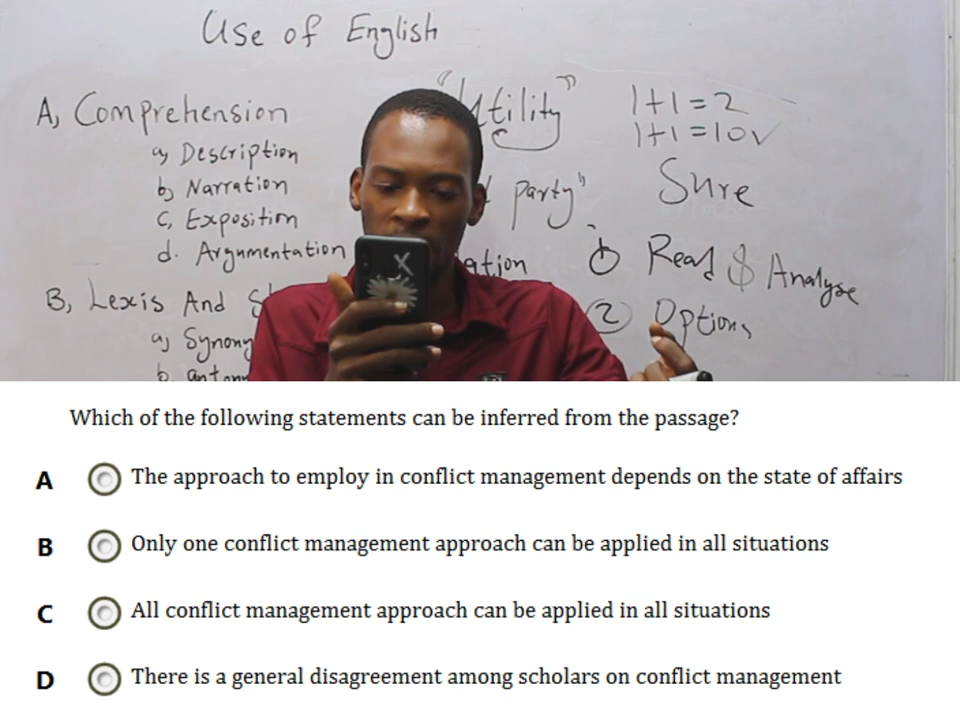 Use of English
A, Comprehension
a, Description
b, Narration
C, Exposition
d. Argumentation
B, Lexis And
a,
b.
party"
1+1=2
1+1=10✓
Sure
① Read & Analyse
② Options
Which of the following statements can be inferred from the passage?
A The approach to employ in conflict management depends on the state of affairs
B Only one conflict management approach can be applied in all situations
C All conflict management approach can be applied in all situations
D There is a general disagreement among scholars on conflict management